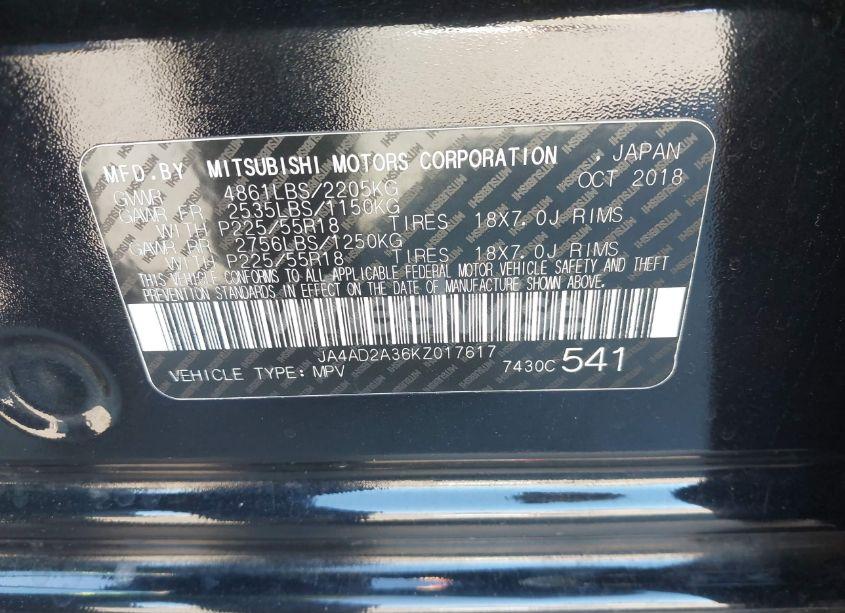 MFD.BY MITSUBISHI MOTORS CORPORATION . JAPAN
GVWR 4861LBS/2205KG OCT 2018
GAWR FR 2535LBS/1150KG
WITH P225/55R18 TIRES 18X7.0J RIMS
GAWR RR 2756LBS/1250KG
WITH P225/55R18 TIRES 18X7.0J RIMS
THIS VEHICLE CONFORMS TO ALL APPLICABLE FEDERAL MOTOR VEHICLE SAFETY AND THEFT
PREVENTION STANDARDS IN EFFECT ON THE DATE OF MANUFACTURE SHOWN ABOVE.
JA4AD2A36KZ017617
VEHICLE TYPE: MPV 7430C 541